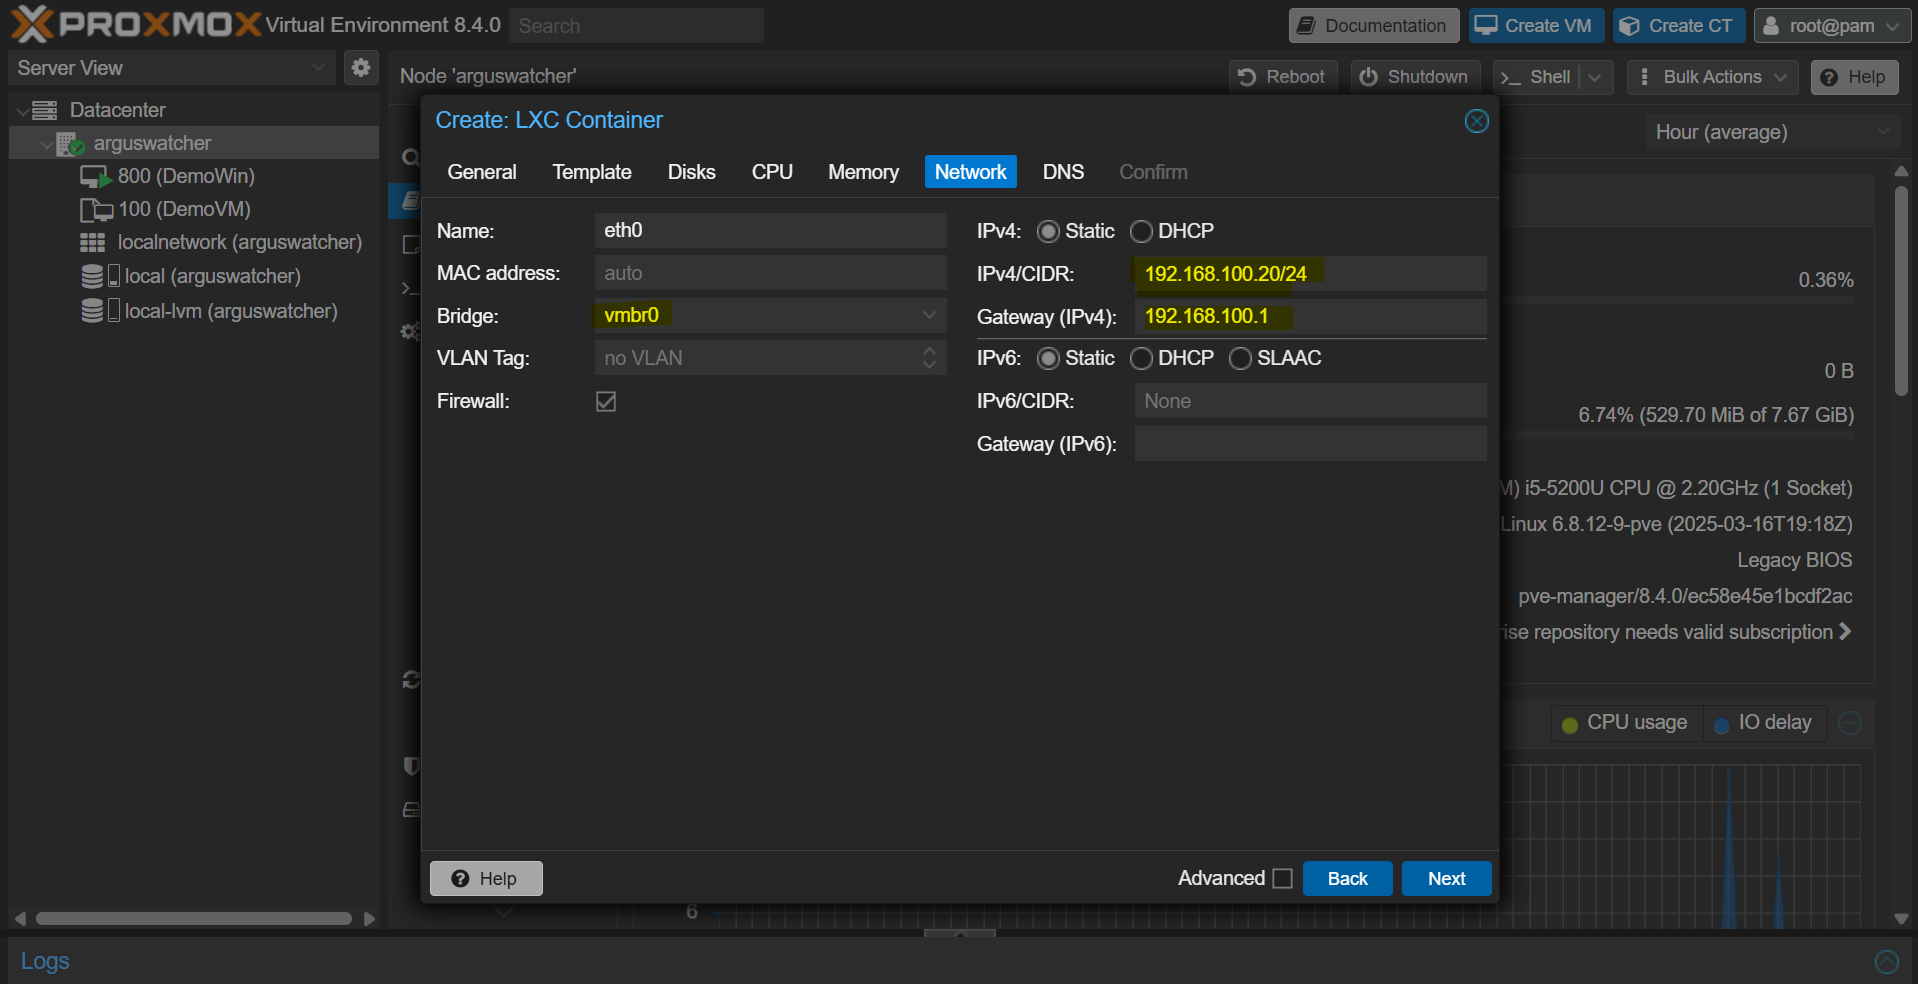 PROXMOX Virtual Environment 8.4.0 Search Documentation Create VM Create CT root@pam
Server View
Node 'arguswatcher' Reboot Shutdown Shell Bulk Actions Help
Datacenter
arguswatcher
800 (DemoWin)
100 (DemoVM)
localnetwork (arguswatcher)
local (arguswatcher)
local-lvm (arguswatcher)
Hour (average)
Create: LXC Container
General Template Disks CPU Memory Network DNS Confirm
Name: eth0
MAC address: auto
Bridge: vmbr0
VLAN Tag: no VLAN
Firewall:
IPv4: Static DHCP
IPv4/CIDR: 192.168.100.20/24
Gateway (IPv4): 192.168.100.1
IPv6: Static DHCP SLAAC
IPv6/CIDR: None
Gateway (IPv6):
Help Advanced Back Next
0.36%
0 B
6.74% (529.70 MiB of 7.67 GiB)
i5-5200U CPU @ 2.20GHz (1 Socket)
Linux 6.8.12-9-pve (2025-03-16T19:18Z)
Legacy BIOS
pve-manager/8.4.0/ec58e45e1bcdf2ac
repository needs valid subscription
CPU usage IO delay
6
Logs